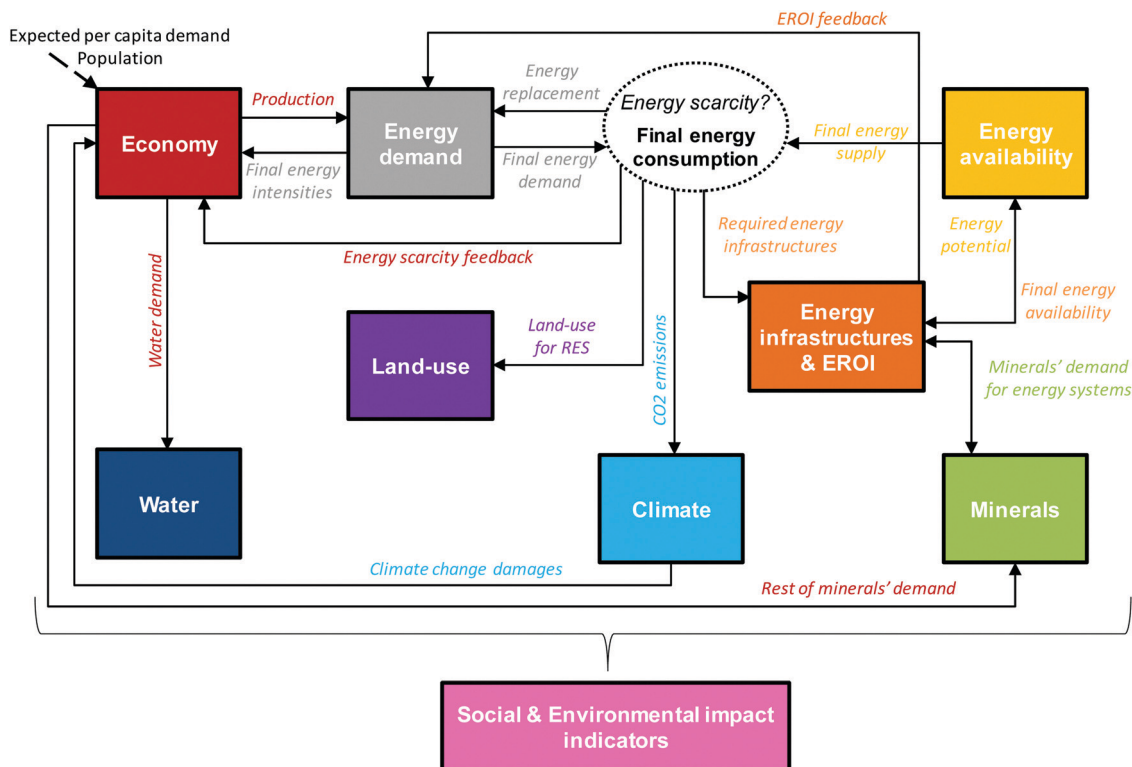 EROI feedback
Expected per capita demand
Population
Production
Energy
replacement
Energy scarcity?
Final energy
consumption
Final energy
supply
Economy
Energy
demand
Energy
availability
Final energy
intensities
Final energy
demand
Energy scarcity feedback
Required energy
infrastructures
Energy
potential
Final energy
availability
Water demand
Land-use
for RES
Land-use
CO2 emissions
Energy
infrastructures
& EROI
Minerals' demand
for energy systems
Water
Climate
Minerals
Climate change damages
Rest of minerals' demand
Social & Environmental impact
indicators